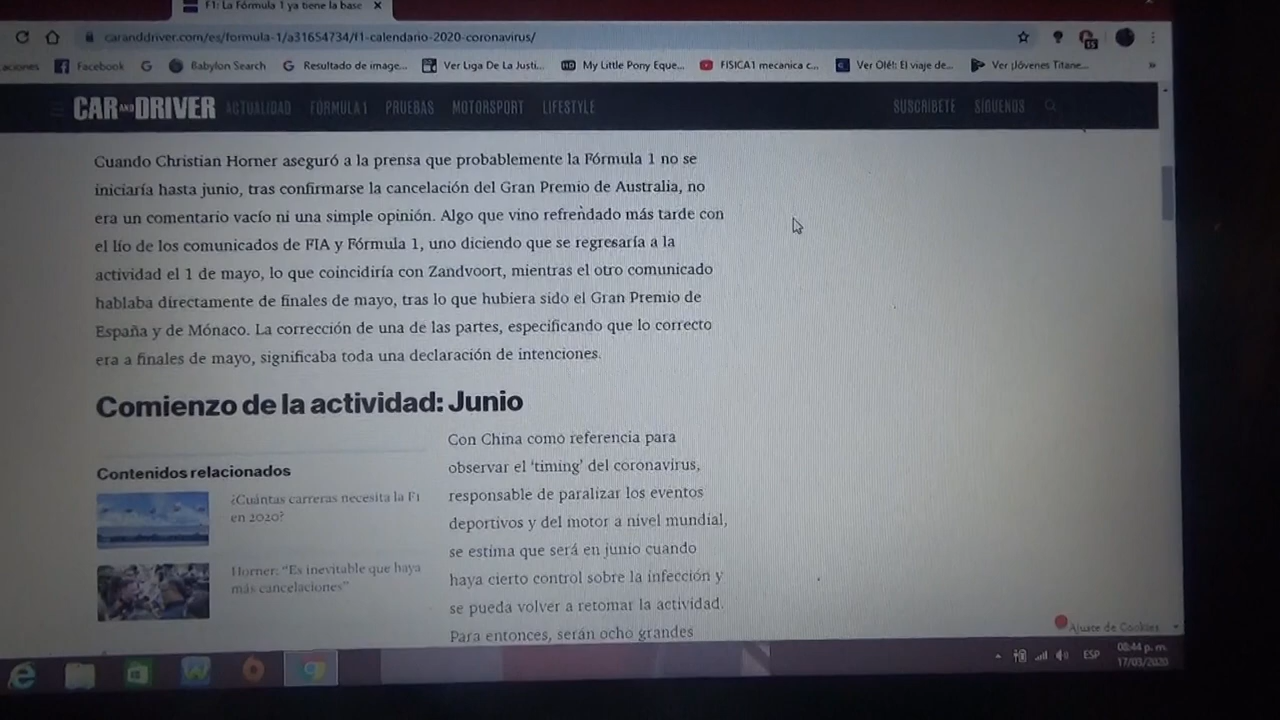 F1: La Fórmula 1 ya tiene la base
caranddriver.com/es/formula-1/a31654734/f1-calendario-2020-coronavirus/
15
aciones Facebook Babylon Search Resultado de image... Ver Liga De La Justi... My Little Pony Eque... FISICA1 mecanica c... Ver Olé!: El viaje de... Ver ¡Jóvenes Titane... »
CAR AND DRIVER ACTUALIDAD FÓRMULA 1 PRUEBAS MOTORSPORT LIFESTYLE SUSCRÍBETE SÍGUENOS
Cuando Christian Horner aseguró a la prensa que probablemente la Fórmula 1 no se
iniciaría hasta junio, tras confirmarse la cancelación del Gran Premio de Australia, no
era un comentario vacío ni una simple opinión. Algo que vino refrendado más tarde con
el lío de los comunicados de FIA y Fórmula 1, uno diciendo que se regresaría a la
actividad el 1 de mayo, lo que coincidiría con Zandvoort, mientras el otro comunicado
hablaba directamente de finales de mayo, tras lo que hubiera sido el Gran Premio de
España y de Mónaco. La corrección de una de las partes, especificando que lo correcto
era a finales de mayo, significaba toda una declaración de intenciones.
Comienzo de la actividad: Junio
Contenidos relacionados
¿Cuántas carreras necesita la F1
en 2020?
Horner: “Es inevitable que haya
más cancelaciones”
Con China como referencia para
observar el ‘timing’ del coronavirus,
responsable de paralizar los eventos
deportivos y del motor a nivel mundial,
se estima que será en junio cuando
haya cierto control sobre la infección y
se pueda volver a retomar la actividad.
Para entonces, serán ocho grandes
Ajuste de Cookies
ESP
08:44 p. m.
17/03/2020